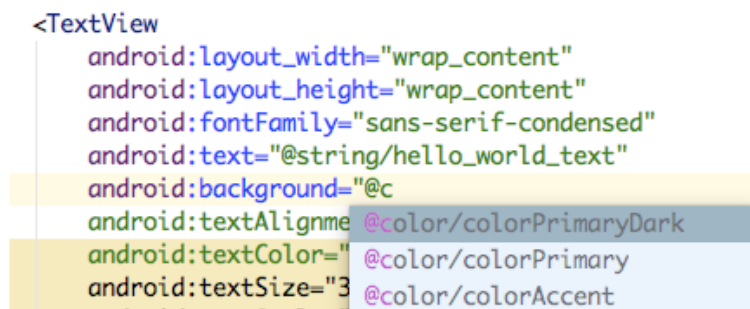 <TextView
android:layout_width="wrap_content"
android:layout_height="wrap_content"
android:fontFamily="sans-serif-condensed"
android:text="@string/hello_world_text"
android:background="@c
android:textAlignme
@color/colorPrimaryDark
android:textColor="
@color/colorPrimary
android:textSize="3
@color/colorAccent